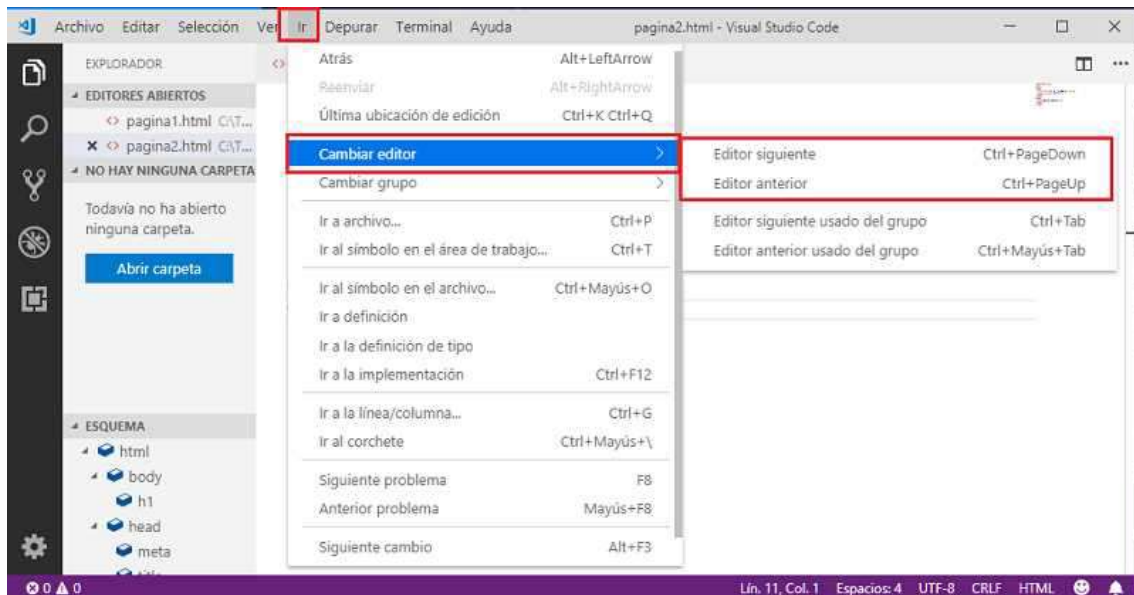 Archivo Editar Selección Ver Ir Depurar Terminal Ayuda pagina2.html - Visual Studio Code
EXPLORADOR
EDITORES ABIERTOS
pagina1.html C:\T...
pagina2.html C:\T...
NO HAY NINGUNA CARPETA
Todavía no ha abierto
ninguna carpeta.
Abrir carpeta
ESQUEMA
html
body
h1
head
meta
Atrás Alt+LeftArrow
Reenviar Alt+RightArrow
Última ubicación de edición Ctrl+K Ctrl+Q
Cambiar editor
Cambiar grupo
Ir a archivo... Ctrl+P
Ir al símbolo en el área de trabajo... Ctrl+T
Ir al símbolo en el archivo... Ctrl+Mayús+O
Ir a definición
Ir a la definición de tipo
Ir a la implementación Ctrl+F12
Ir a la línea/columna... Ctrl+G
Ir al corchete Ctrl+Mayús+\
Siguiente problema F8
Anterior problema Mayús+F8
Siguiente cambio Alt+F3
Editor siguiente Ctrl+PageDown
Editor anterior Ctrl+PageUp
Editor siguiente usado del grupo Ctrl+Tab
Editor anterior usado del grupo Ctrl+Mayús+Tab
0 0 Lín. 11, Col. 1 Espacios: 4 UTF-8 CRLF HTML